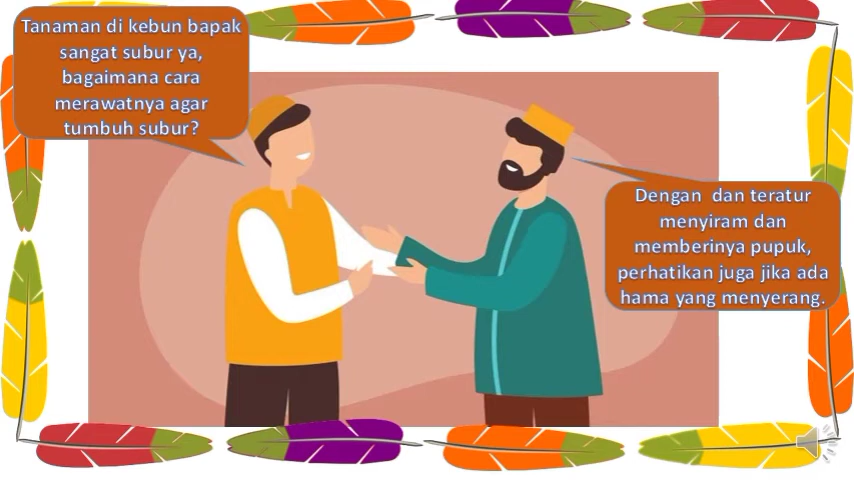 Tanaman di kebun bapak
sangat subur ya,
bagaimana cara
merawatnya agar
tumbuh subur?
Dengan  dan teratur
menyiram dan
memberinya pupuk,
perhatikan juga jika ada
hama yang menyerang.